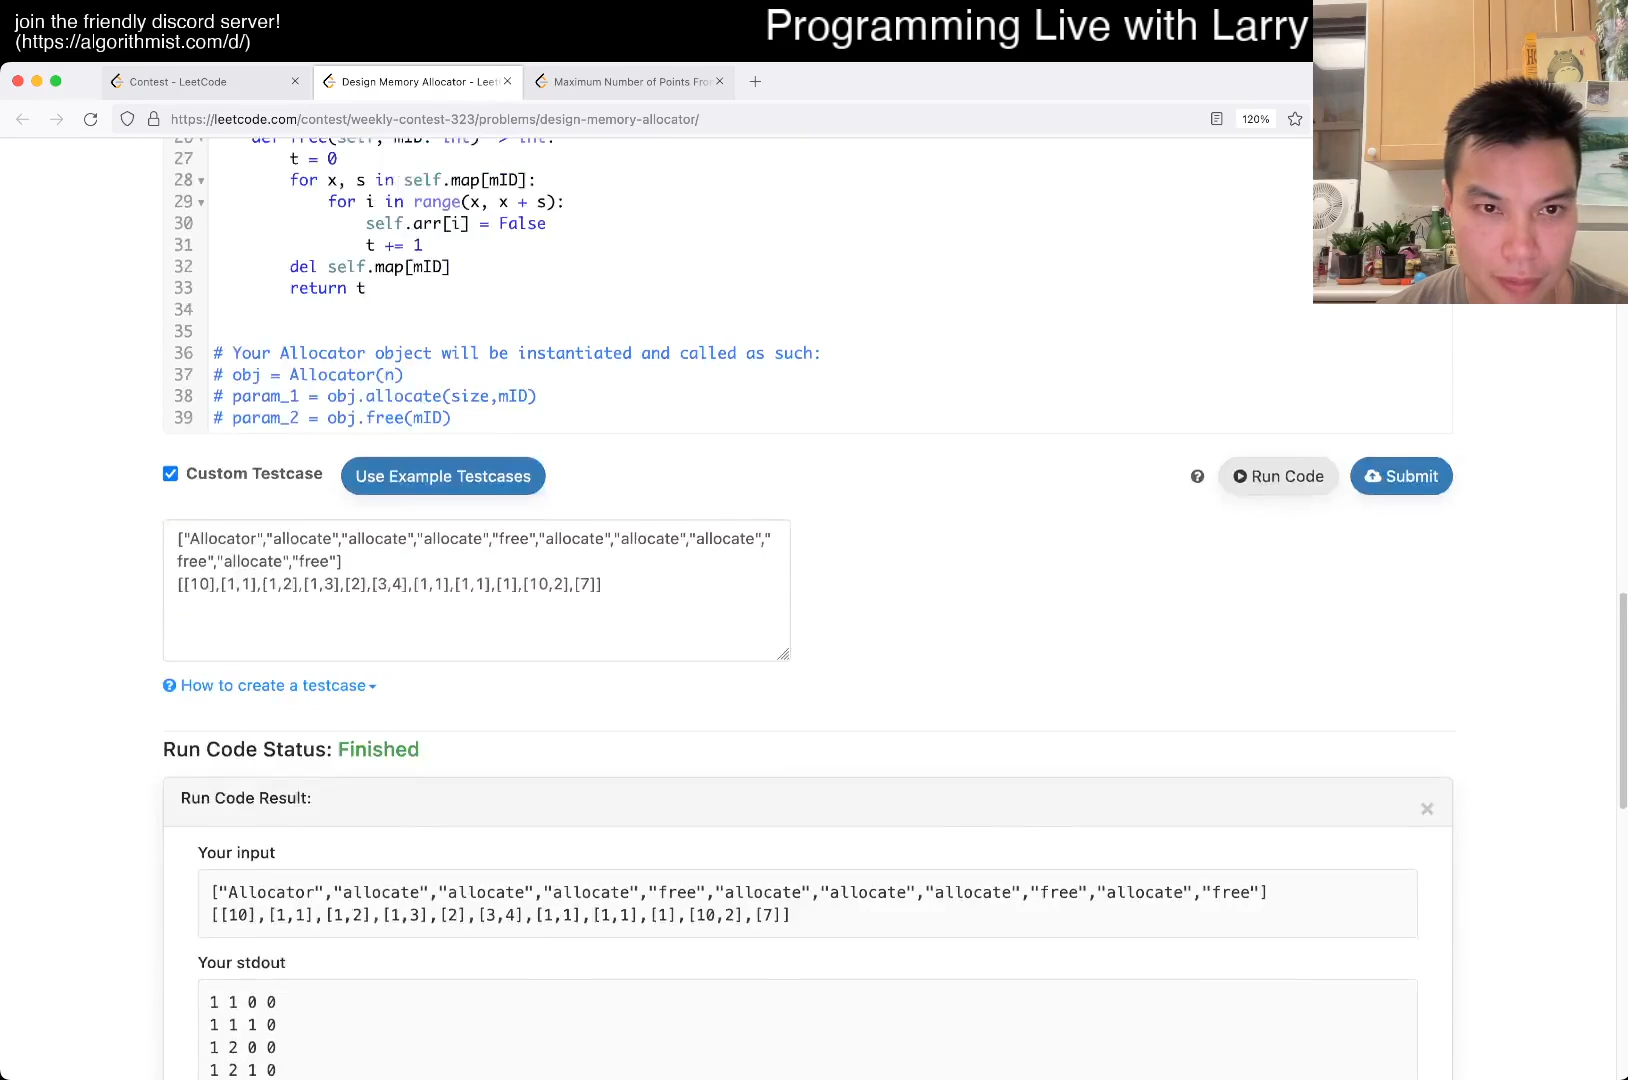 join the friendly discord server!
(https://algorithmist.com/d/)
Programming Live with Larry
Contest - LeetCode
Design Memory Allocator - Leet
Maximum Number of Points Fro
https://leetcode.com/contest/weekly-contest-323/problems/design-memory-allocator/
120%
26 def free(self, mID: int) -> int:
27 t = 0
28 for x, s in self.map[mID]:
29 for i in range(x, x + s):
30 self.arr[i] = False
31 t += 1
32 del self.map[mID]
33 return t
34
35
36 # Your Allocator object will be instantiated and called as such:
37 # obj = Allocator(n)
38 # param_1 = obj.allocate(size,mID)
39 # param_2 = obj.free(mID)
Custom Testcase
Use Example Testcases
Run Code
Submit
["Allocator","allocate","allocate","allocate","free","allocate","allocate","allocate","
free","allocate","free"]
[[10],[1,1],[1,2],[1,3],[2],[3,4],[1,1],[1,1],[1],[10,2],[7]]
How to create a testcase
Run Code Status: Finished
Run Code Result:
×
Your input
["Allocator","allocate","allocate","allocate","free","allocate","allocate","allocate","free","allocate","free"]
[[10],[1,1],[1,2],[1,3],[2],[3,4],[1,1],[1,1],[1],[10,2],[7]]
Your stdout
1 1 0 0
1 1 1 0
1 2 0 0
1 2 1 0